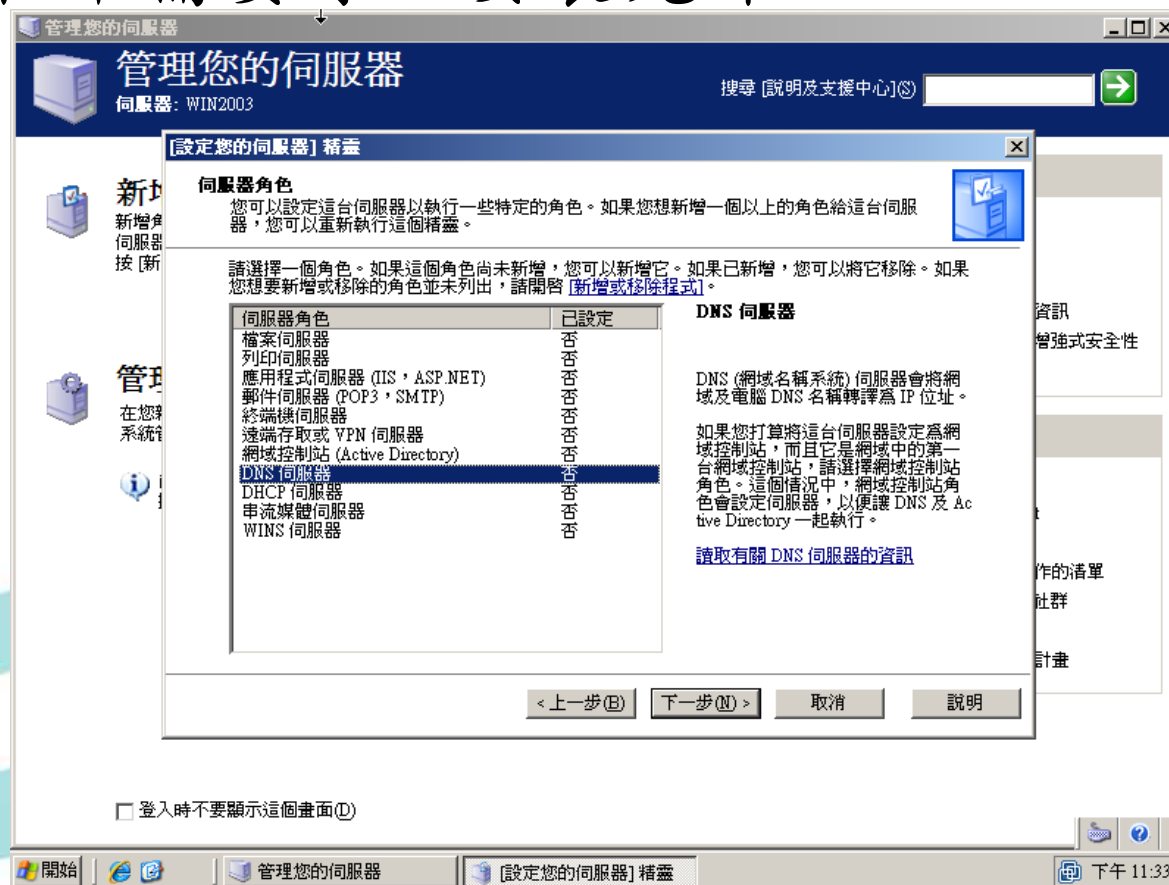 管理您的伺服器
管理您的伺服器
伺服器: WIN2003
搜尋 [說明及支援中心](S)
[設定您的伺服器] 精靈
伺服器角色
您可以設定這台伺服器以執行一些特定的角色。如果您想新增一個以上的角色給這台伺服
器，您可以重新執行這個精靈。
請選擇一個角色。如果這個角色尚未新增，您可以新增它。如果已新增，您可以將它移除。如果
您想要新增或移除的角色並未列出，請開啓 [新增或移除程式]。
伺服器角色 已設定
檔案伺服器 否
列印伺服器 否
應用程式伺服器 (IIS，ASP.NET) 否
郵件伺服器 (POP3，SMTP) 否
終端機伺服器 否
遠端存取或 VPN 伺服器 否
網域控制站 (Active Directory) 否
DNS 伺服器 否
DHCP 伺服器 否
串流媒體伺服器 否
WINS 伺服器 否
DNS 伺服器
DNS (網域名稱系統) 伺服器會將網
域及電腦 DNS 名稱轉譯爲 IP 位址。
如果您打算將這台伺服器設定爲網
域控制站，而且它是網域中的第一
台網域控制站，請選擇網域控制站
角色。這個情況中，網域控制站角
色會設定伺服器，以便讓 DNS 及 Ac
tive Directory 一起執行。
讀取有關 DNS 伺服器的資訊
< 上一步(B)
下一步(N) >
取消
說明
新增
新增角
伺服器
按 [新
管理
在您新
系統管
資訊
增強式安全性
作的清單
社群
計畫
登入時不要顯示這個畫面(D)
開始
管理您的伺服器
[設定您的伺服器] 精靈
下午 11:33